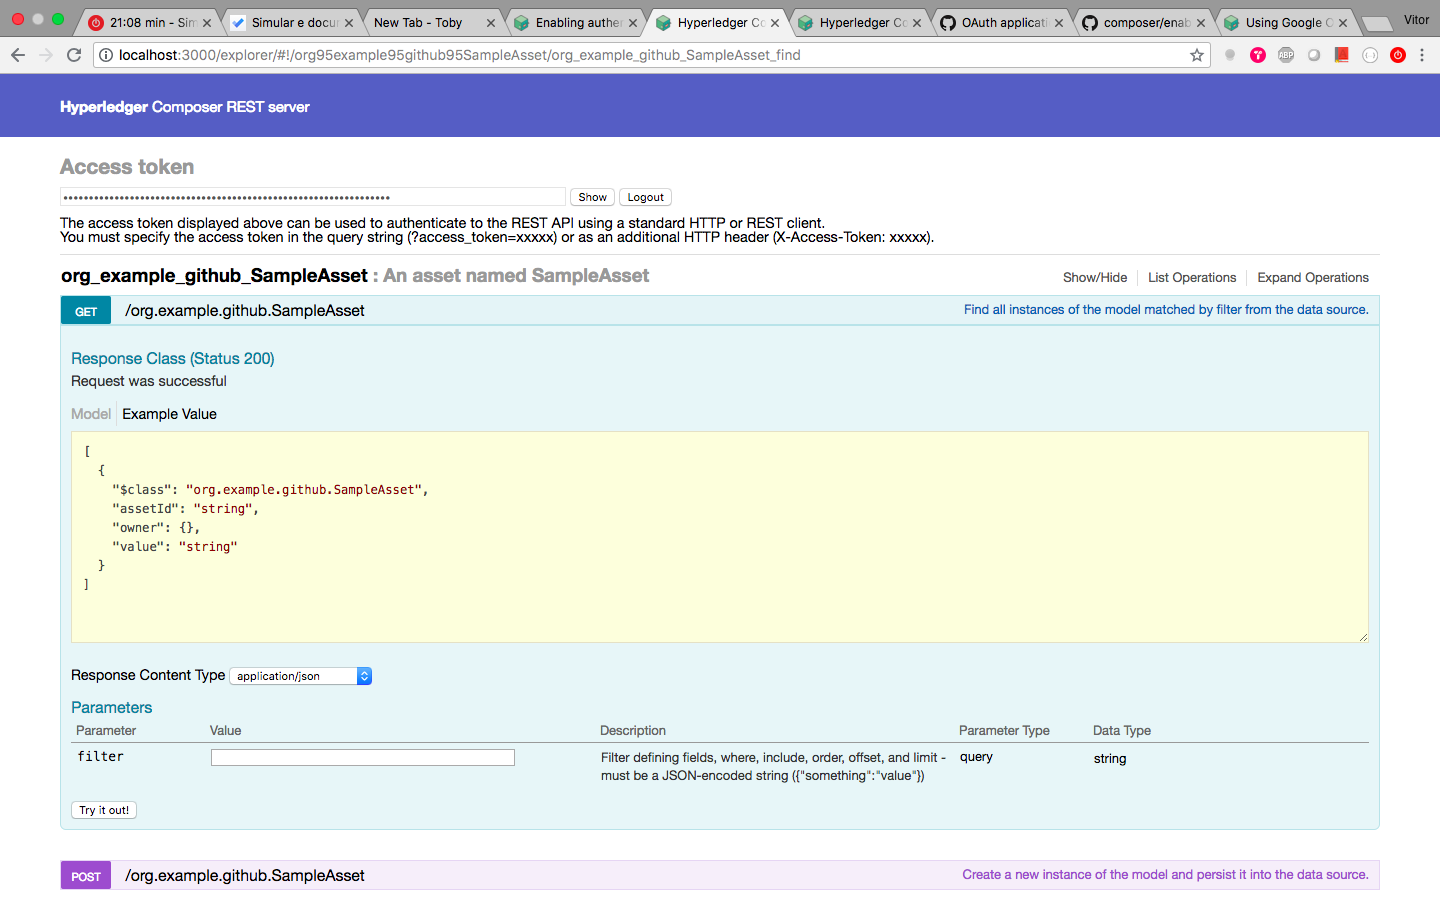 21:08 min - Sim
Simular e docum
New Tab - Toby
Enabling authen
Hyperledger Co
Hyperledger Co
OAuth applicati
composer/enab
Using Google O
Vitor
localhost:3000/explorer/#!/org95example95github95SampleAsset/org_example_github_SampleAsset_find
ABP
Hyperledger Composer REST server
Access token
••••••••••••••••••••••••••••••••••••••••••••••••••••••••••••••••
Show
Logout
The access token displayed above can be used to authenticate to the REST API using a standard HTTP or REST client.
You must specify the access token in the query string (?access_token=xxxxx) or as an additional HTTP header (X-Access-Token: xxxxx).
org_example_github_SampleAsset : An asset named SampleAsset
Show/Hide
List Operations
Expand Operations
GET
/org.example.github.SampleAsset
Find all instances of the model matched by filter from the data source.
Response Class (Status 200)
Request was successful
Model
Example Value
[
  {
    "$class": "org.example.github.SampleAsset",
    "assetId": "string",
    "owner": {},
    "value": "string"
  }
]
Response Content Type
application/json
Parameters
Parameter
Value
Description
Parameter Type
Data Type
filter
Filter defining fields, where, include, order, offset, and limit -
must be a JSON-encoded string ({"something":"value"})
query
string
Try it out!
POST
/org.example.github.SampleAsset
Create a new instance of the model and persist it into the data source.